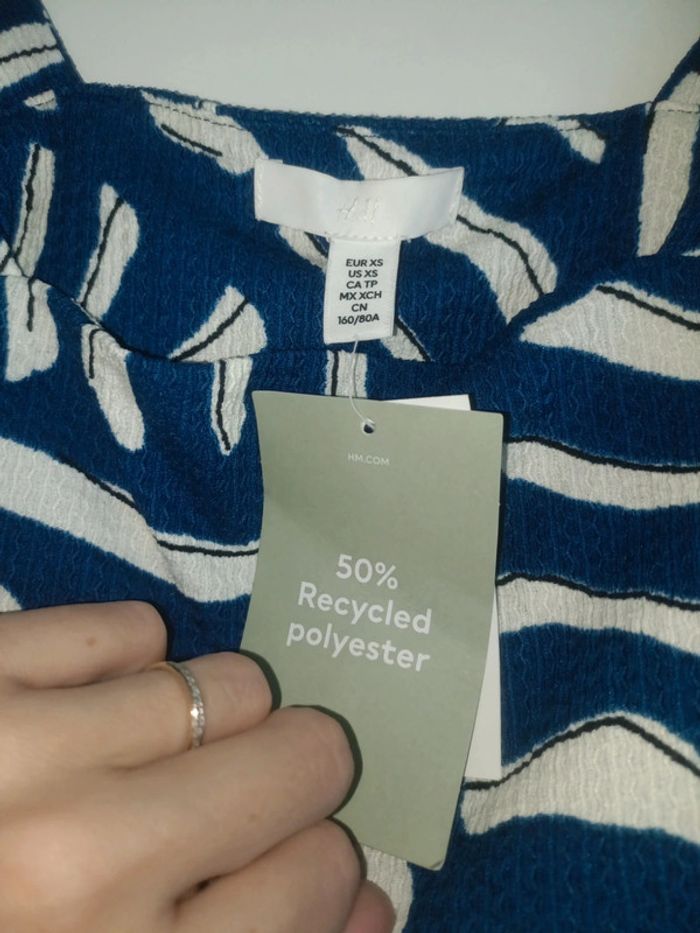 EUR XS
US XS
CA TP
MX XCH
CN
160/80A
HM.COM
50%
Recycled
polyester